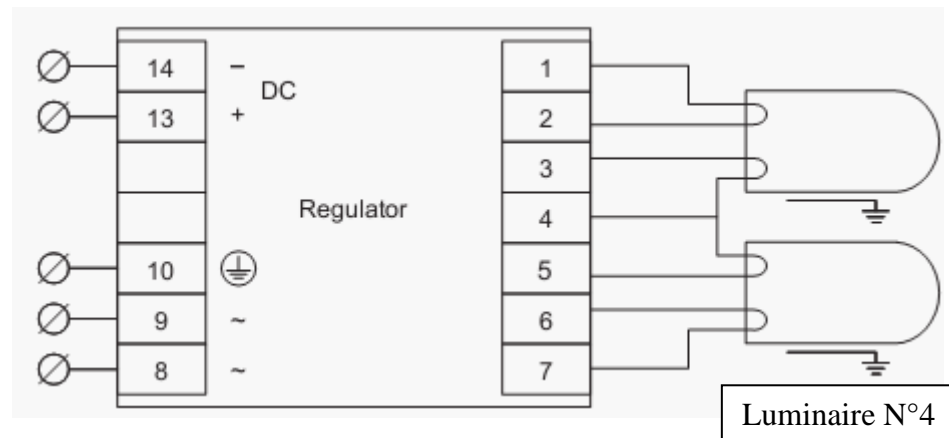 14 – 1
DC
13 + 2
3
Regulator
4
10 5
9 ~ 6
8 ~ 7
Luminaire N°4